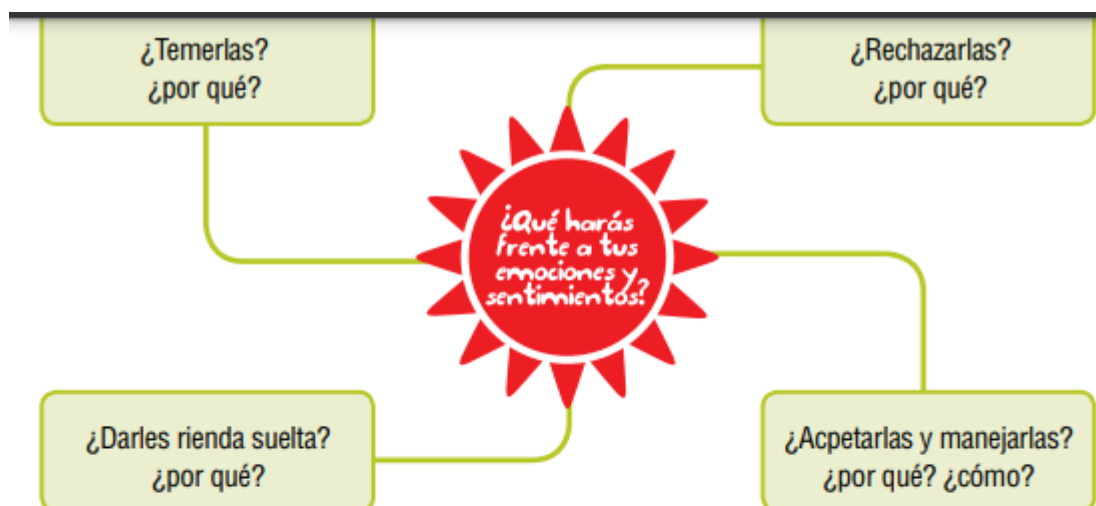 ¿Temerlas?
¿por qué?
¿Rechazarlas?
¿por qué?
¿Qué harás
frente a tus
emociones y
sentimientos?
¿Darles rienda suelta?
¿por qué?
¿Acpetarlas y manejarlas?
¿por qué? ¿cómo?